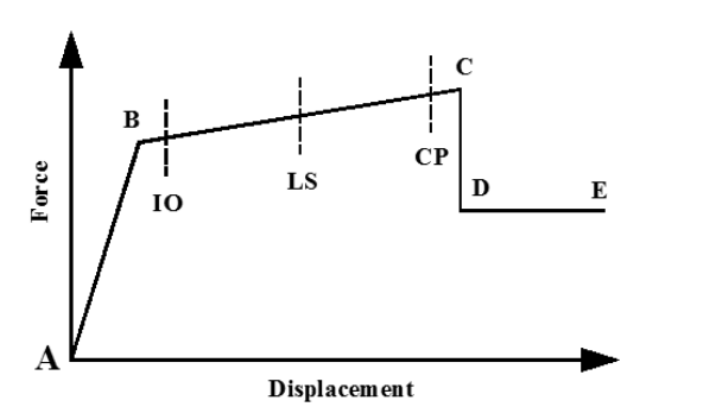 C
B
CP
LS
D
E
IO
Force
A
Displacement